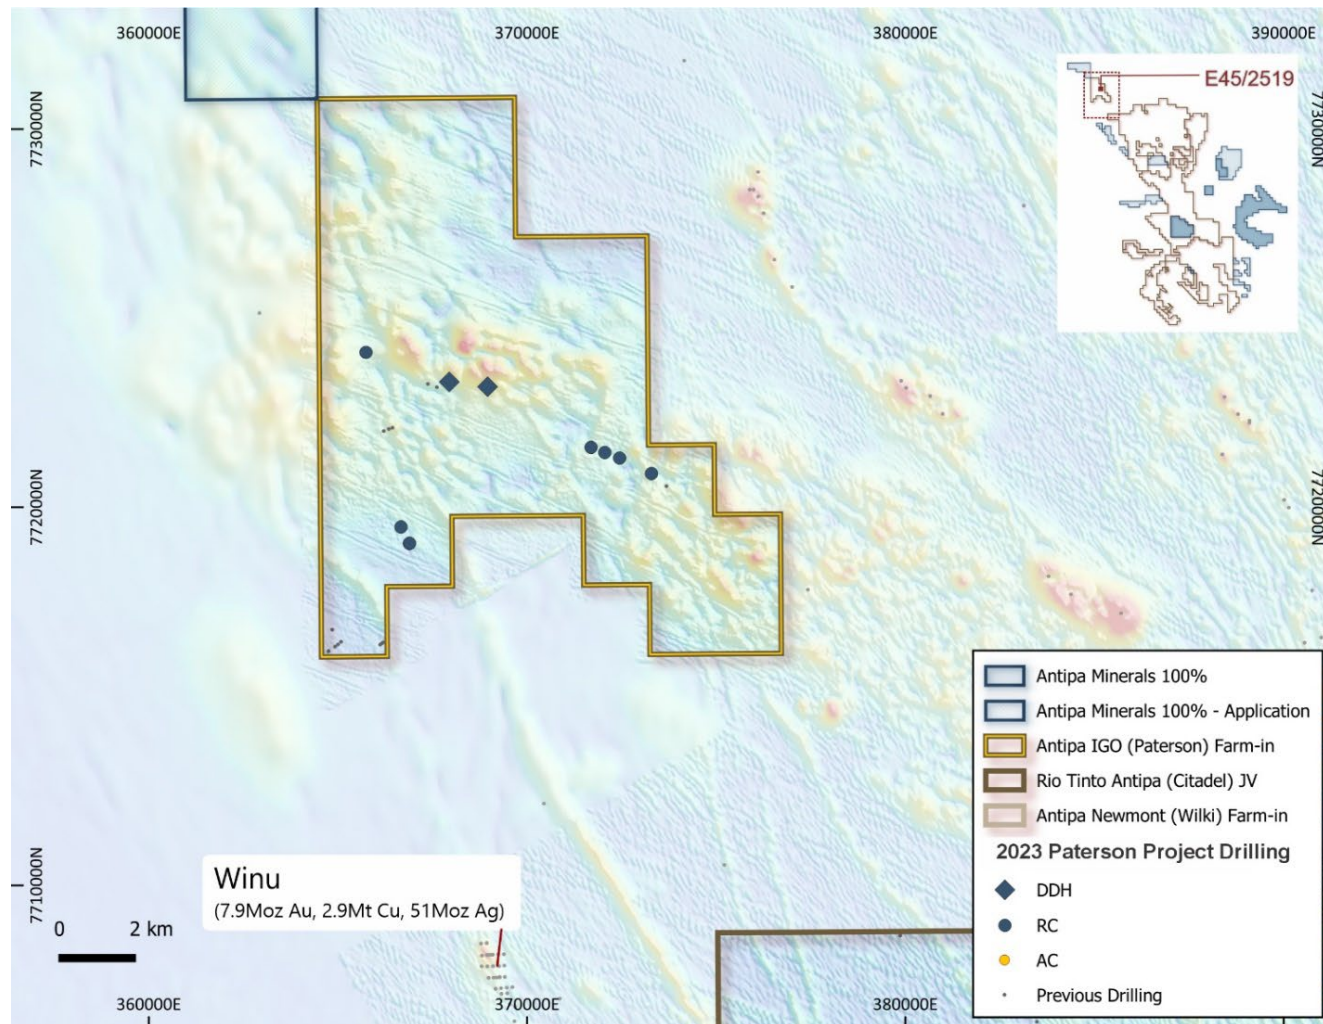 360000E 370000E 380000E 390000E
E45/2519
7730000N 7730000N
7720000N 7720000N
7710000N
Antipa Minerals 100%
Antipa Minerals 100% - Application
Antipa IGO (Paterson) Farm-in
Rio Tinto Antipa (Citadel) JV
Antipa Newmont (Wilki) Farm-in
2023 Paterson Project Drilling
DDH
RC
AC
Previous Drilling
Winu
(7.9Moz Au, 2.9Mt Cu, 51Moz Ag)
0 2 km
360000E 370000E 380000E